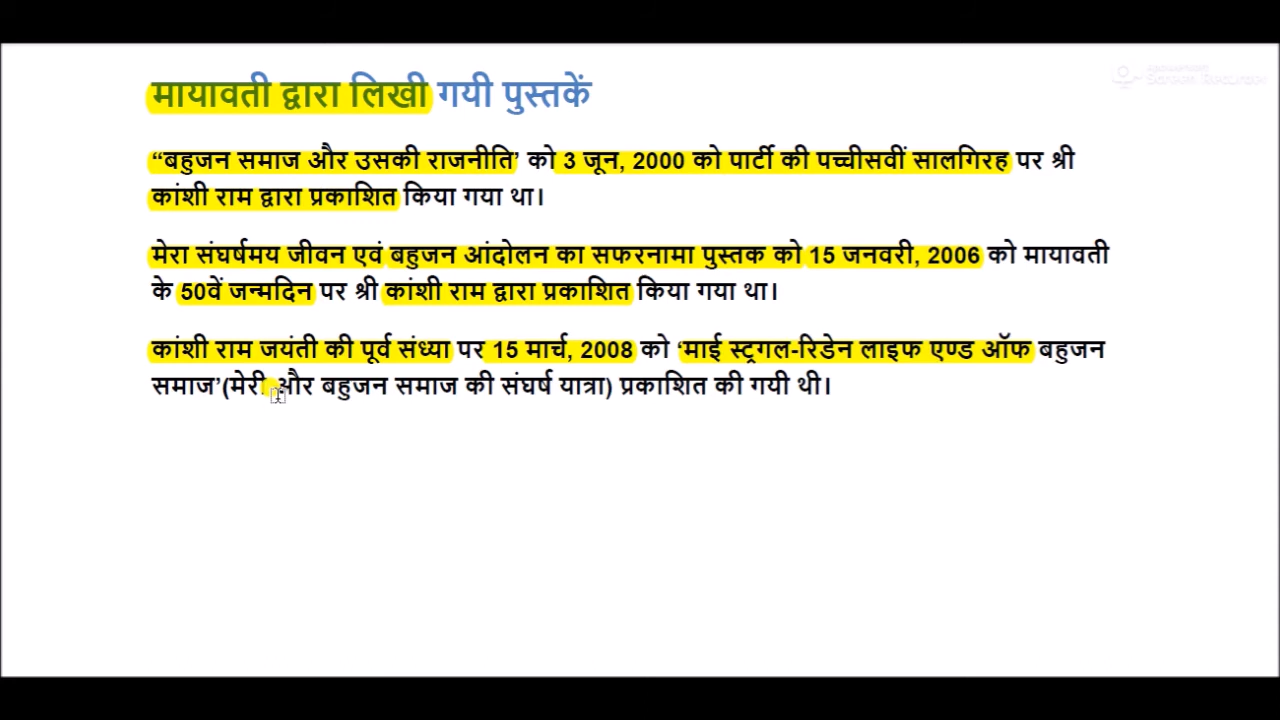 मायावती द्वारा लिखी गयी पुस्तकें
“बहुजन समाज और उसकी राजनीति’ को 3 जून, 2000 को पार्टी की पच्चीसवीं सालगिरह पर श्री
कांशी राम द्वारा प्रकाशित किया गया था।
मेरा संघर्षमय जीवन एवं बहुजन आंदोलन का सफरनामा पुस्तक को 15 जनवरी, 2006 को मायावती
के 50वें जन्मदिन पर श्री कांशी राम द्वारा प्रकाशित किया गया था।
कांशी राम जयंती की पूर्व संध्या पर 15 मार्च, 2008 को ‘माई स्ट्रगल-रिडेन लाइफ एण्ड ऑफ बहुजन
समाज’(मेरी और बहुजन समाज की संघर्ष यात्रा) प्रकाशित की गयी थी।
Screen Recorder